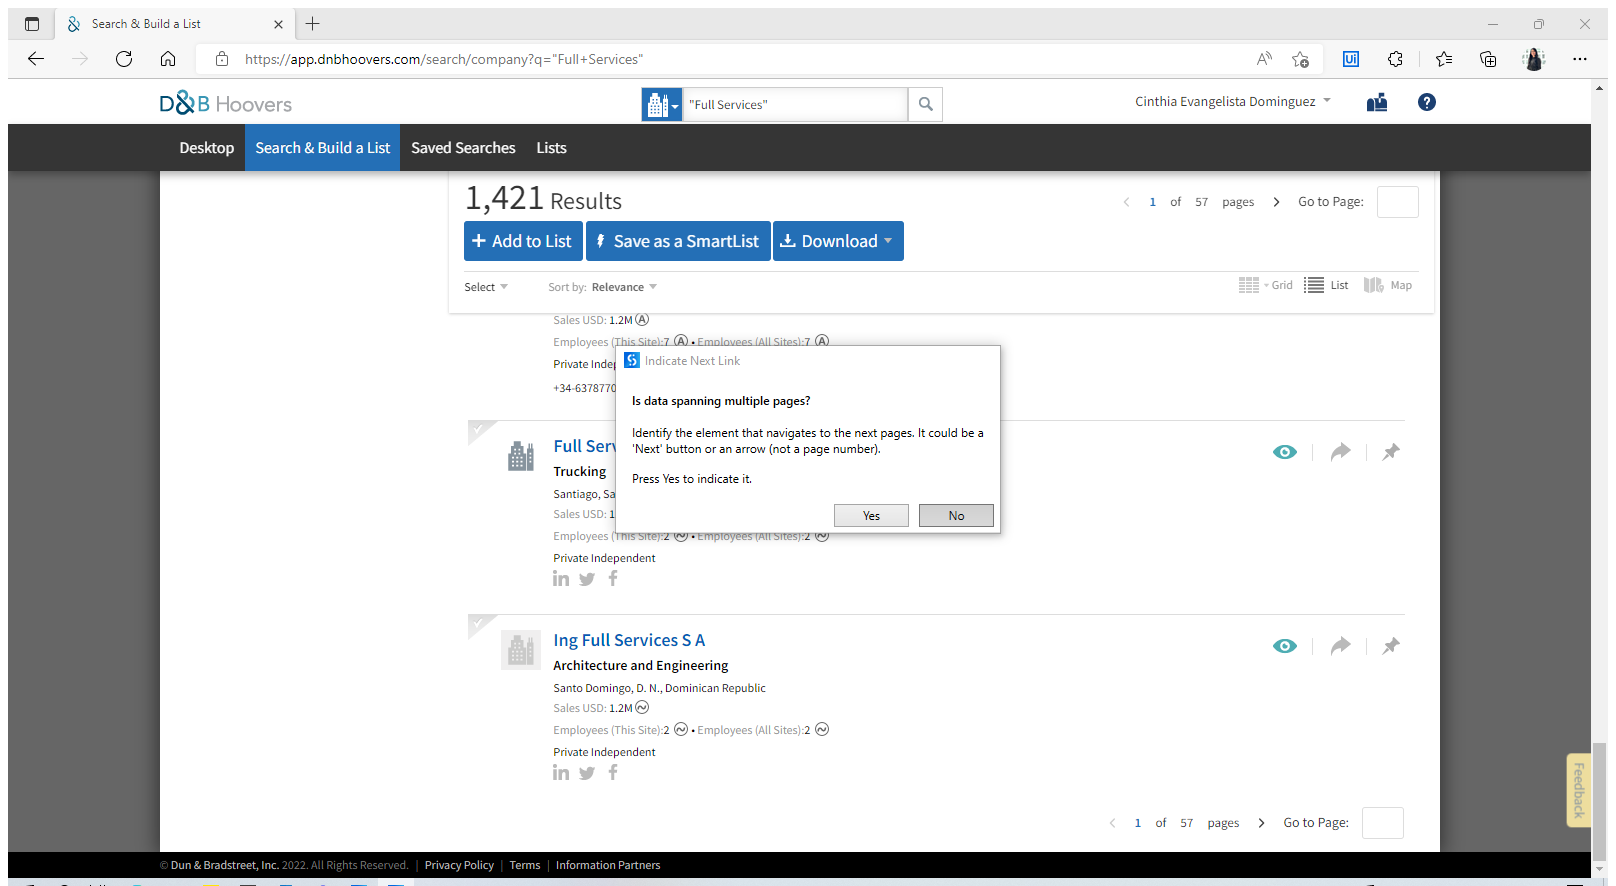 Search & Build a List
https://app.dnbhoovers.com/search/company?q="Full+Services"
D&B Hoovers
"Full Services"
Cinthia Evangelista Dominguez
Desktop
Search & Build a List
Saved Searches
Lists
1,421 Results
1 of 57 pages
Go to Page:
+ Add to List
Save as a SmartList
Download
Select
Sort by: Relevance
Grid
List
Map
Sales USD: 1.2M A
Employees (This Site):7 A • Employees (All Sites):7 A
Private
+34-6378770
Indicate Next Link
Is data spanning multiple pages?
Identify the element that navigates to the next pages. It could be a
'Next' button or an arrow (not a page number).
Press Yes to indicate it.
Yes
No
Full
Trucking
Santiago,
Sales USD:
Employees (This Site):2 • Employees (All Sites):2
Private Independent
in
Ing Full Services S A
Architecture and Engineering
Santo Domingo, D. N., Dominican Republic
Sales USD: 1.2M
Employees (This Site):2 • Employees (All Sites):2
Private Independent
in
Feedback
1 of 57 pages
Go to Page:
© Dun & Bradstreet, Inc. 2022. All Rights Reserved. | Privacy Policy | Terms | Information Partners